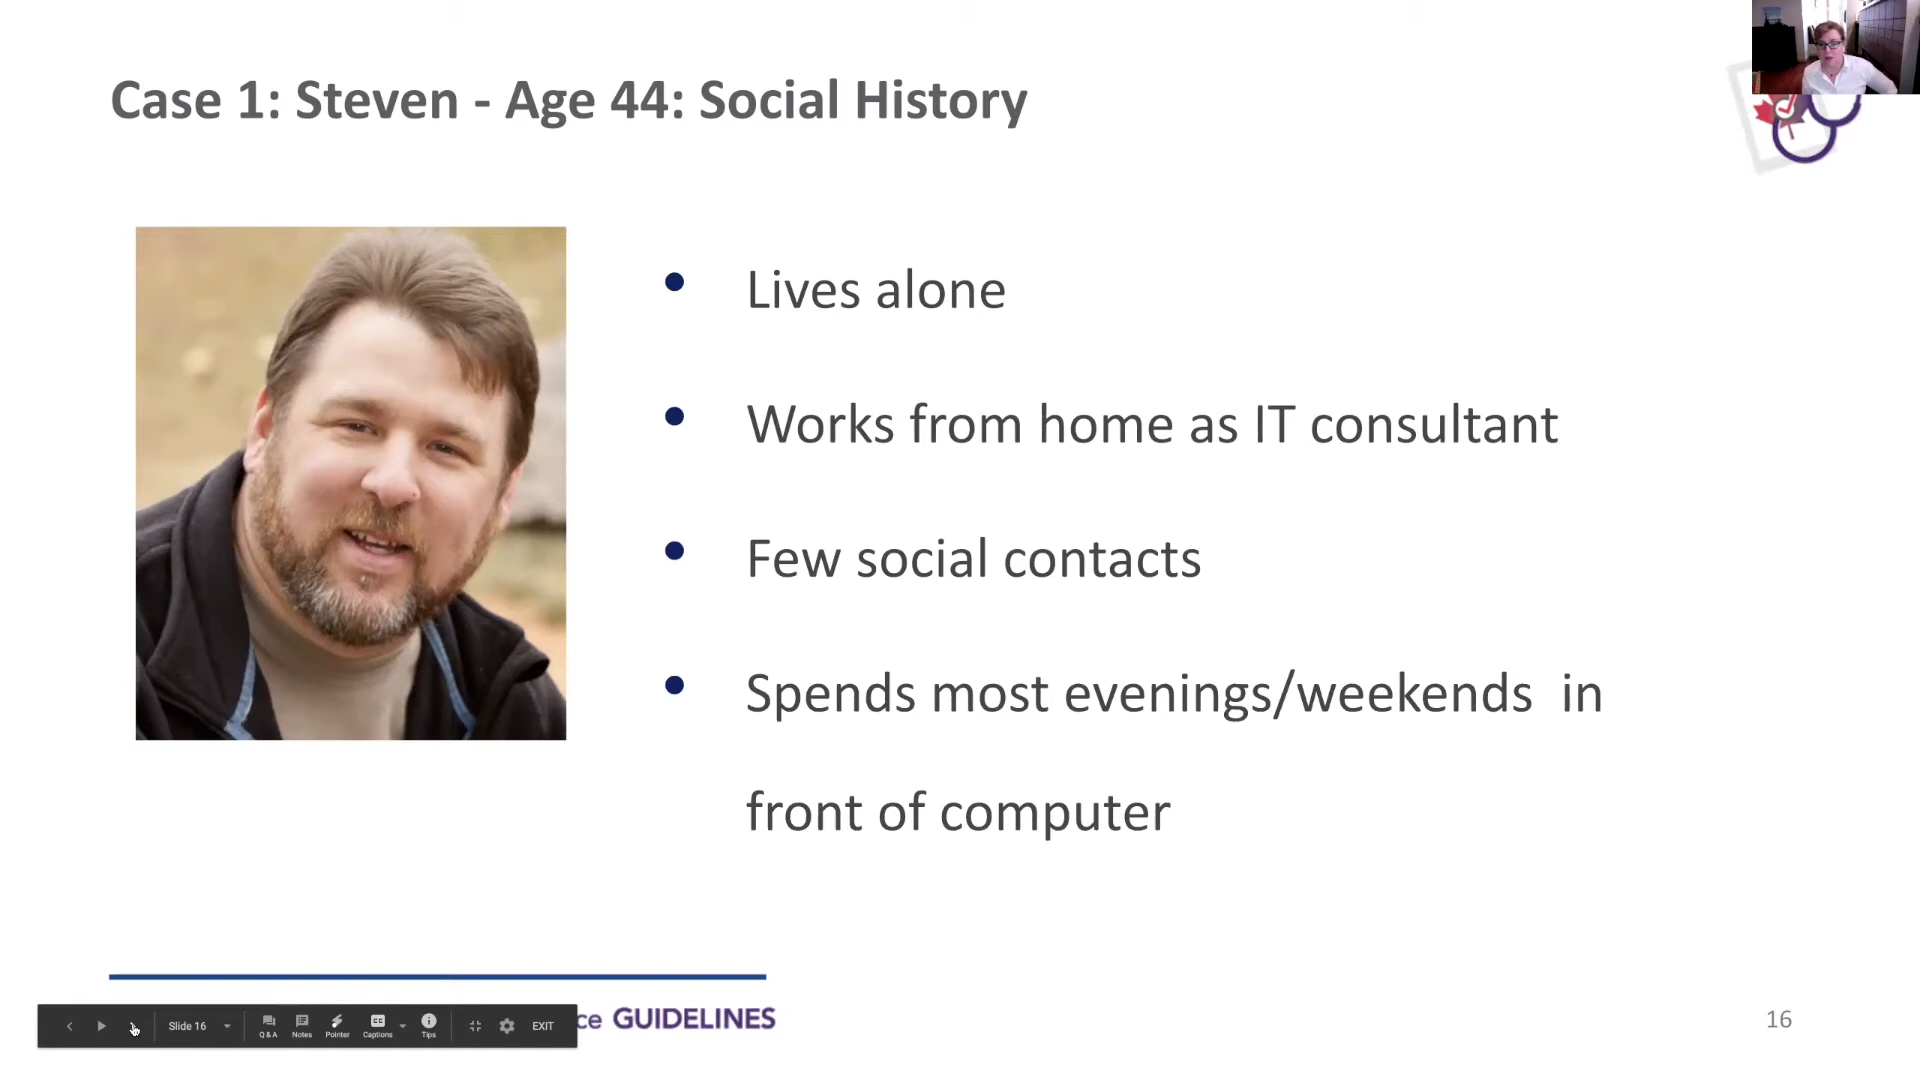 Case 1: Steven - Age 44: Social History
• Lives alone
• Works from home as IT consultant
• Few social contacts
• Spends most evenings/weekends  in
front of computer
ce GUIDELINES
Slide 16
Q & A
Notes
Pointer
CC
Captions
Tips
EXIT
16